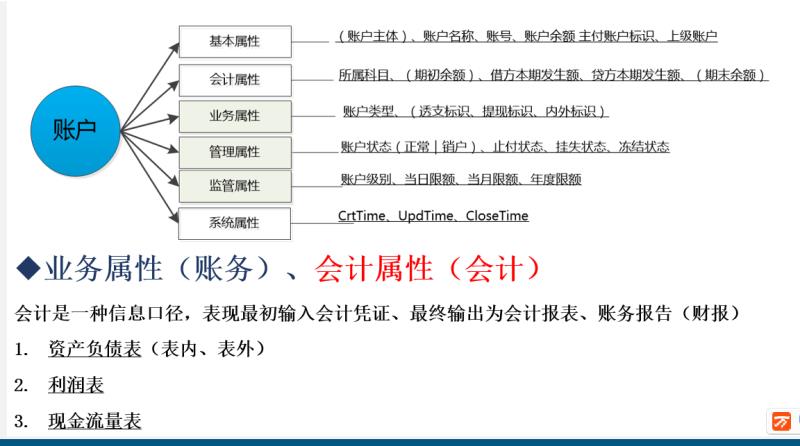 账户
基本属性 （账户主体）、账户名称、账号、账户余额 主付账户标识、上级账户
会计属性 所属科目、（期初余额）、借方本期发生额、贷方本期发生额、（期末余额）
业务属性 账户类型、（透支标识、提现标识、内外标识）
管理属性 账户状态（正常｜销户）、止付状态、挂失状态、冻结状态
监管属性 账户级别、当日限额、当月限额、年度限额
系统属性 CrtTime、UpdTime、CloseTime
◆业务属性（账务）、会计属性（会计）
会计是一种信息口径，表现最初输入会计凭证、最终输出为会计报表、账务报告（财报）
1. 资产负债表（表内、表外）
2. 利润表
3. 现金流量表